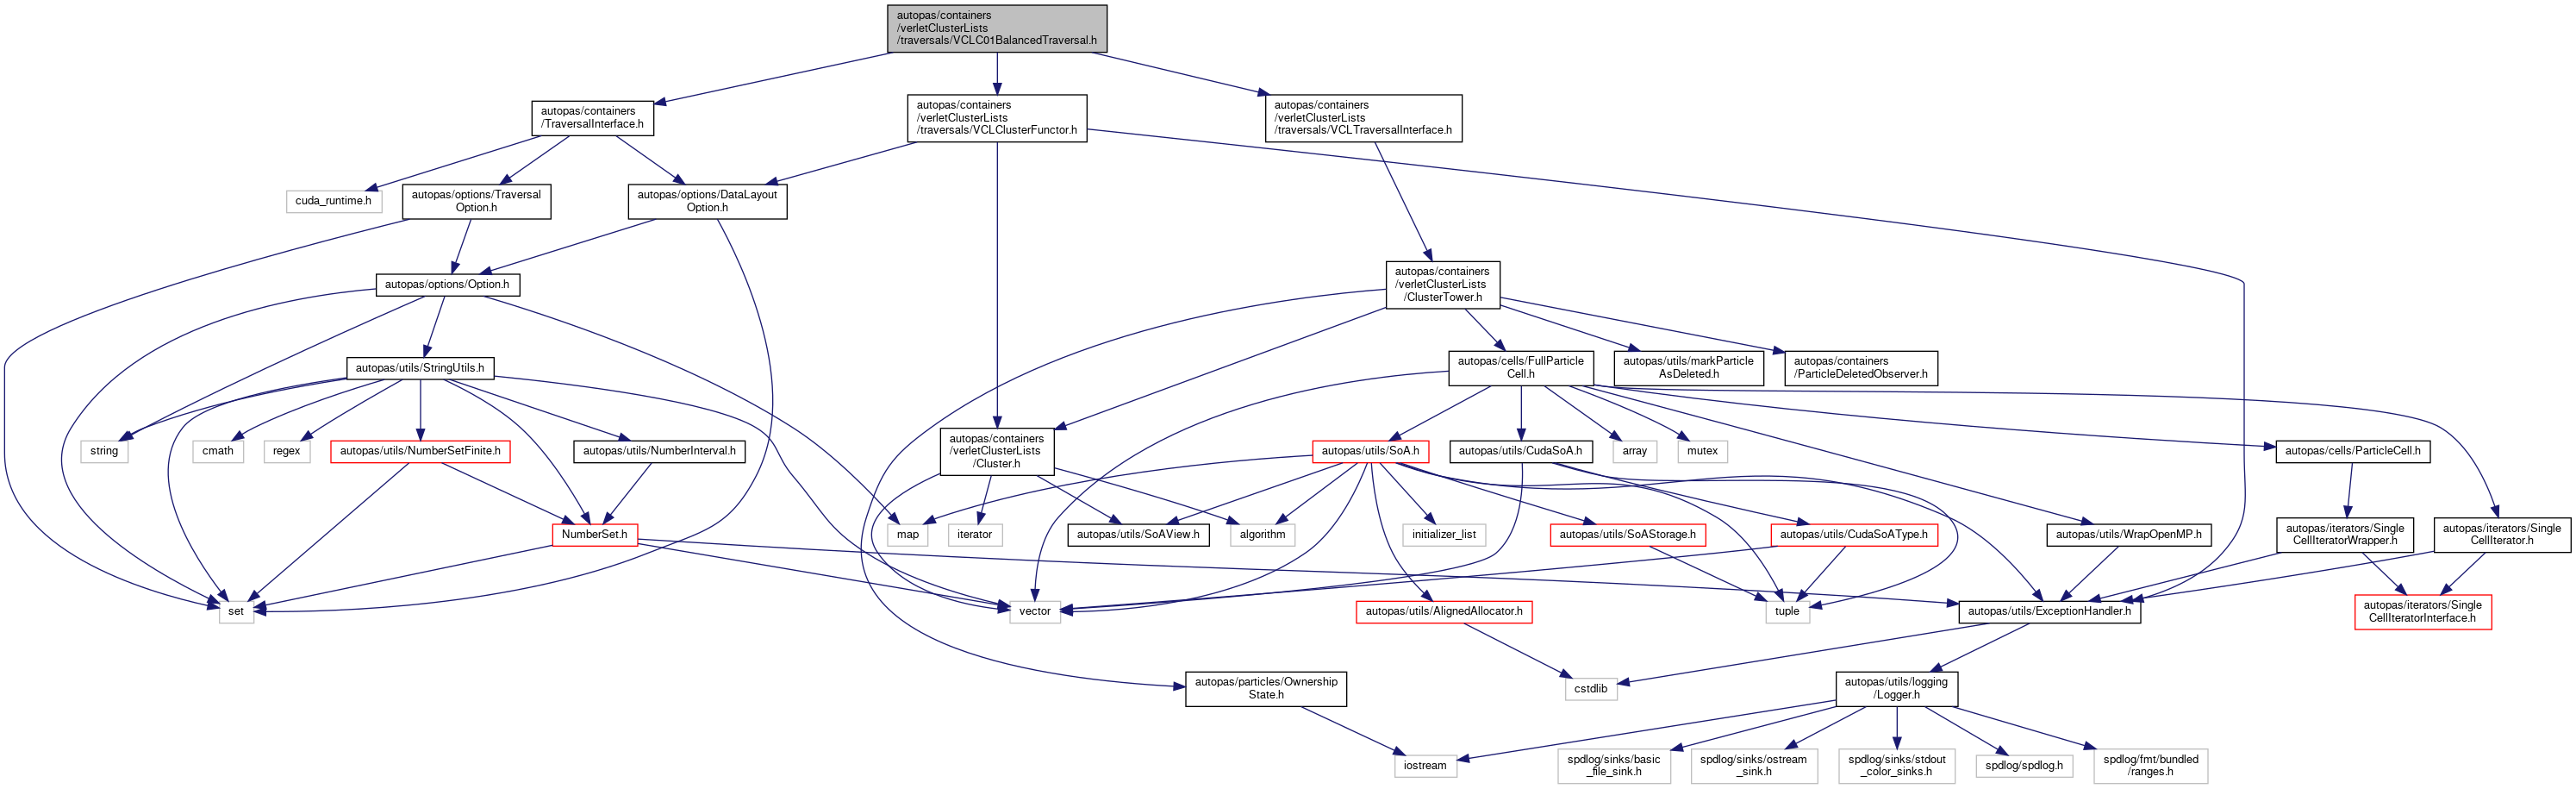 autopas/containers
/verletClusterLists
/traversals/VCLC01BalancedTraversal.h
autopas/containers
/TraversalInterface.h
autopas/containers
/verletClusterLists
/traversals/VCLClusterFunctor.h
autopas/containers
/verletClusterLists
/traversals/VCLTraversalInterface.h
cuda_runtime.h
autopas/options/Traversal
Option.h
autopas/options/DataLayout
Option.h
autopas/options/Option.h
autopas/containers
/verletClusterLists
/ClusterTower.h
autopas/utils/StringUtils.h
autopas/cells/FullParticle
Cell.h
autopas/utils/markParticle
AsDeleted.h
autopas/containers
/ParticleDeletedObserver.h
string
cmath
regex
autopas/utils/NumberSetFinite.h
autopas/utils/NumberInterval.h
autopas/containers
/verletClusterLists
/Cluster.h
autopas/utils/SoA.h
autopas/utils/CudaSoA.h
array
mutex
autopas/cells/ParticleCell.h
NumberSet.h
map
iterator
autopas/utils/SoAView.h
algorithm
initializer_list
autopas/utils/SoAStorage.h
autopas/utils/CudaSoAType.h
autopas/utils/WrapOpenMP.h
autopas/iterators/Single
CellIteratorWrapper.h
autopas/iterators/Single
CellIterator.h
set
vector
autopas/utils/AlignedAllocator.h
tuple
autopas/utils/ExceptionHandler.h
autopas/iterators/Single
CellIteratorInterface.h
autopas/particles/Ownership
State.h
cstdlib
autopas/utils/logging
/Logger.h
iostream
spdlog/sinks/basic
_file_sink.h
spdlog/sinks/ostream
_sink.h
spdlog/sinks/stdout
_color_sinks.h
spdlog/spdlog.h
spdlog/fmt/bundled
/ranges.h